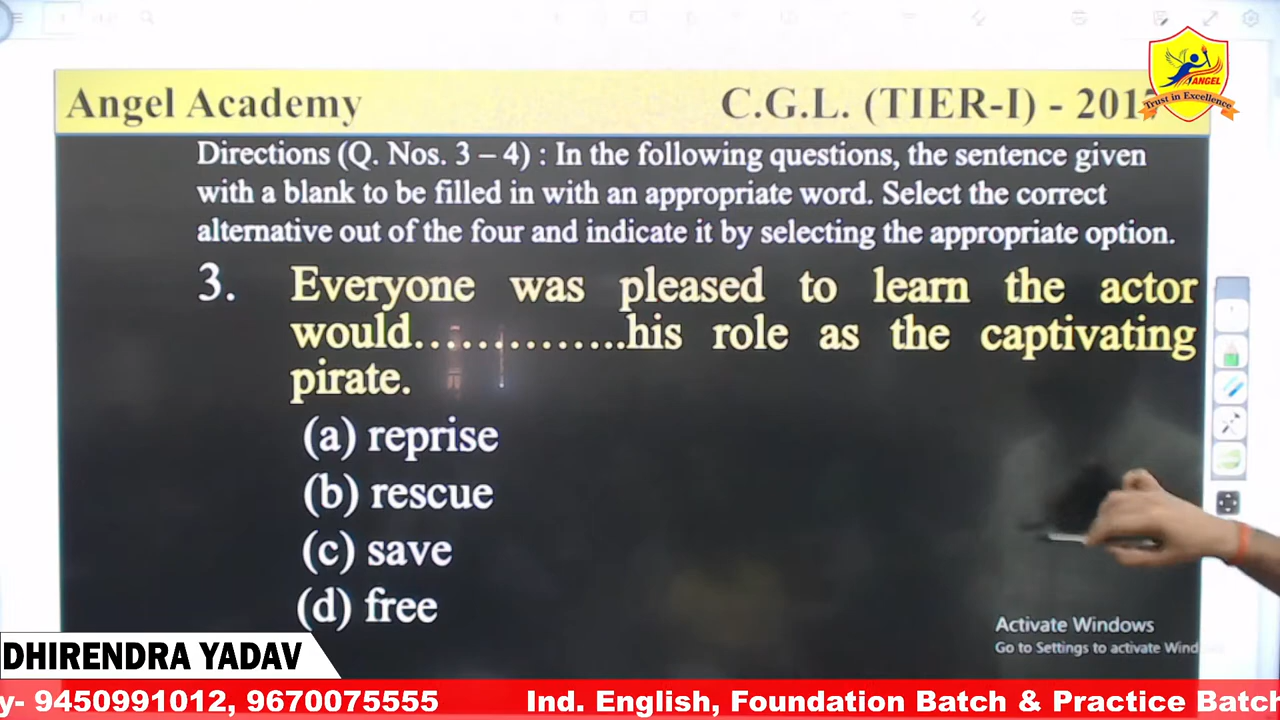 Angel Academy
C.G.L. (TIER-I) - 201
ANGEL
Trust in Excellence
Directions (Q. Nos. 3 – 4) : In the following questions, the sentence given
with a blank to be filled in with an appropriate word. Select the correct
alternative out of the four and indicate it by selecting the appropriate option.
3. Everyone was pleased to learn the actor
would…………..his role as the captivating
pirate.
(a) reprise
(b) rescue
(c) save
(d) free
Activate Windows
Go to Settings to activate Wind
DHIRENDRA YADAV
y- 9450991012, 9670075555 Ind. English, Foundation Batch & Practice Batch